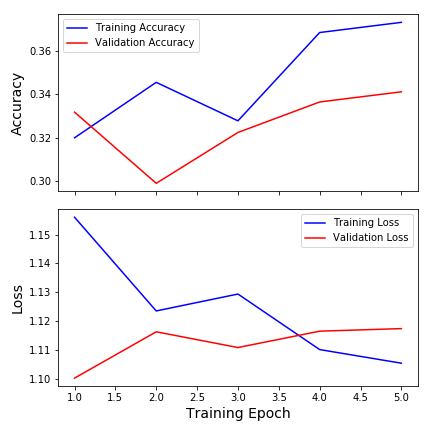 Training Accuracy
Validation Accuracy
Accuracy
0.36
0.34
0.32
0.30
Training Loss
Validation Loss
Loss
1.15
1.14
1.13
1.12
1.11
1.10
1.0 1.5 2.0 2.5 3.0 3.5 4.0 4.5 5.0
Training Epoch